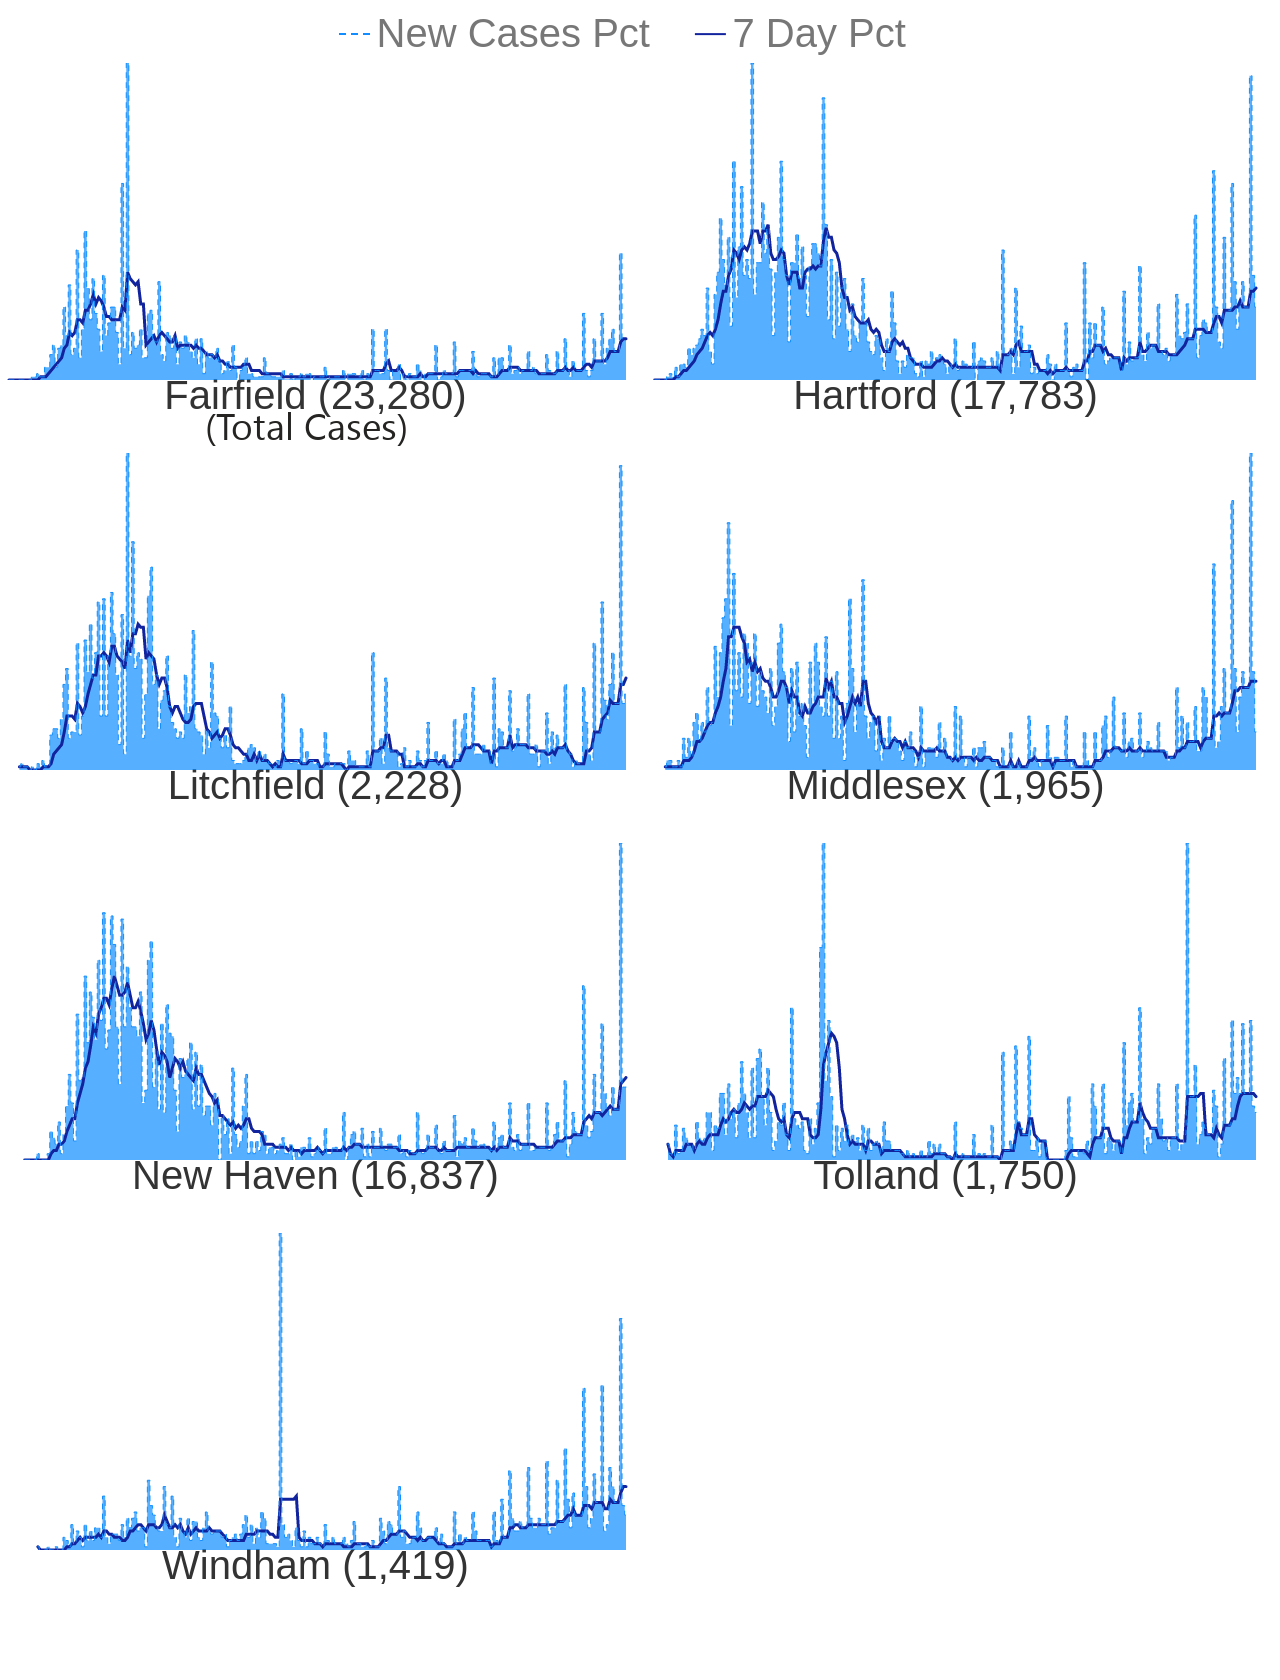 New Cases Pct 7 Day Pct
Fairfield (23,280)
(Total Cases)
Hartford (17,783)
Litchfield (2,228)
Middlesex (1,965)
New Haven (16,837)
Tolland (1,750)
Windham (1,419)